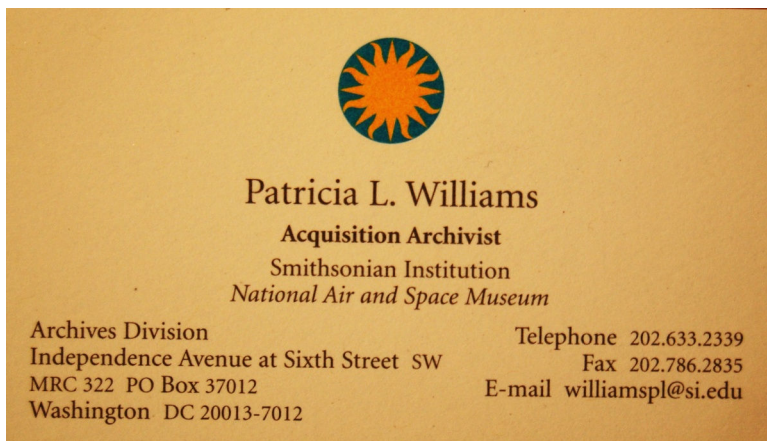 Patricia L. Williams
Acquisition Archivist
Smithsonian Institution
National Air and Space Museum
Archives Division
Independence Avenue at Sixth Street SW
MRC 322 PO Box 37012
Washington DC 20013-7012
Telephone 202.633.2339
Fax 202.786.2835
E-mail williamspl@si.edu